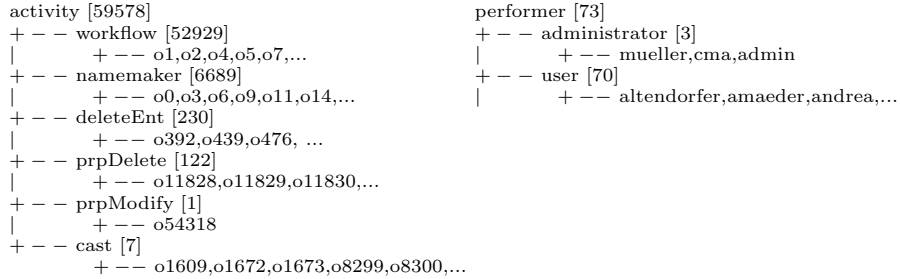 activity [59578]
+ − − workflow [52929]
| + −− o1,o2,o4,o5,o7,...
+ − − namemaker [6689]
| + −− o0,o3,o6,o9,o11,o14,...
+ − − deleteEnt [230]
| + −− o392,o439,o476, ...
+ − − prpDelete [122]
| + −− o11828,o11829,o11830,...
+ − − prpModify [1]
| + −− o54318
+ − − cast [7]
+ −− o1609,o1672,o1673,o8299,o8300,...
performer [73]
+ − − administrator [3]
| + −− mueller,cma,admin
+ − − user [70]
| + −− altendorfer,amaeder,andrea,...